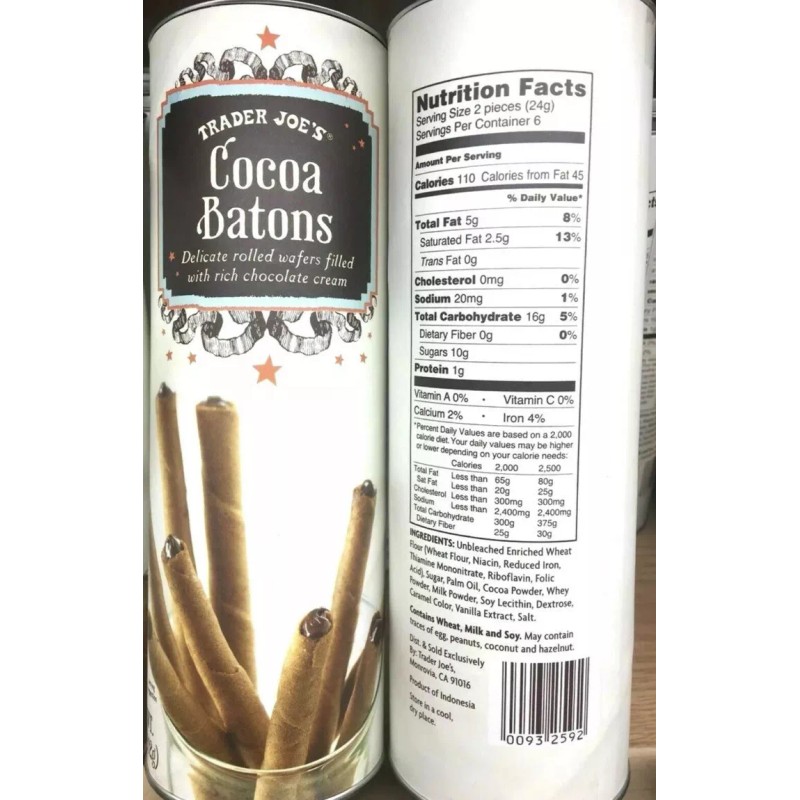 TRADER JOE'S®
Cocoa
Batons
Delicate rolled wafers filled
with rich chocolate cream
Nutrition Facts
Serving Size 2 pieces (24g)
Servings Per Container 6
Amount Per Serving
Calories 110 Calories from Fat 45
% Daily Value*
Total Fat 5g 8%
Saturated Fat 2.5g 13%
Trans Fat 0g
Cholesterol 0mg 0%
Sodium 20mg 1%
Total Carbohydrate 16g 5%
Dietary Fiber 0g 0%
Sugars 10g
Protein 1g
Vitamin A 0% · Vitamin C 0%
Calcium 2% · Iron 4%
*Percent Daily Values are based on a 2,000
calorie diet. Your daily values may be higher
or lower depending on your calorie needs:
Calories 2,000 2,500
Total Fat Less than 65g 80g
Sat Fat Less than 20g 25g
Cholesterol Less than 300mg 300mg
Sodium Less than 2,400mg 2,400mg
Total Carbohydrate 300g 375g
Dietary Fiber 25g 30g
INGREDIENTS: Unbleached Enriched Wheat
Flour (Wheat Flour, Niacin, Reduced Iron,
Thiamine Mononitrate, Riboflavin, Folic
Acid), Sugar, Palm Oil, Cocoa Powder, Whey
Powder, Milk Powder, Soy Lecithin, Dextrose,
Caramel Color, Vanilla Extract, Salt.
Contains Wheat, Milk and Soy. May contain
traces of egg, peanuts, coconut and hazelnut.
Dist. & Sold Exclusively
By: Trader Joe's,
Monrovia, CA 91016
Product of Indonesia
Store in a cool,
dry place.
0093 2592